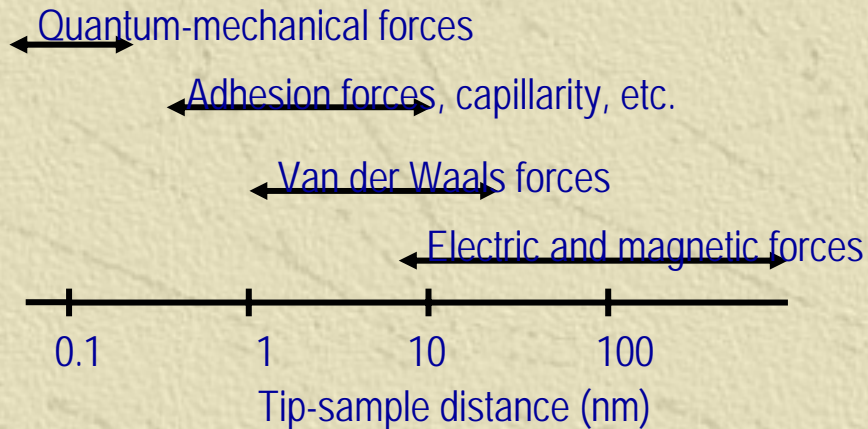 Quantum-mechanical forces
Adhesion forces, capillarity, etc.
Van der Waals forces
Electric and magnetic forces
0.1 1 10 100
Tip-sample distance (nm)